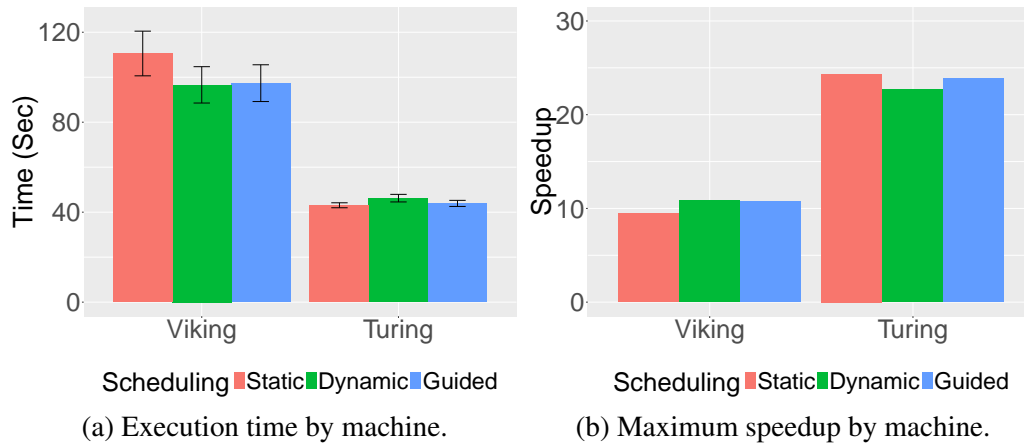 120
80
40
0
Time (Sec)
Viking Turing
Scheduling Static Dynamic Guided
(a) Execution time by machine.
30
20
10
0
Speedup
Viking Turing
Scheduling Static Dynamic Guided
(b) Maximum speedup by machine.